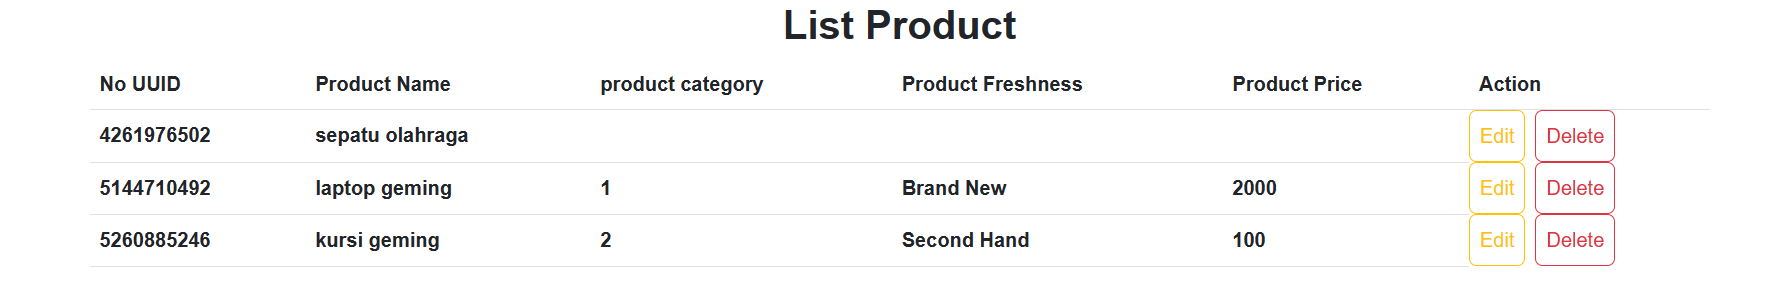 List Product
No UUID Product Name product category Product Freshness Product Price Action
4261976502 sepatu olahraga Edit Delete
5144710492 laptop geming 1 Brand New 2000 Edit Delete
5260885246 kursi geming 2 Second Hand 100 Edit Delete